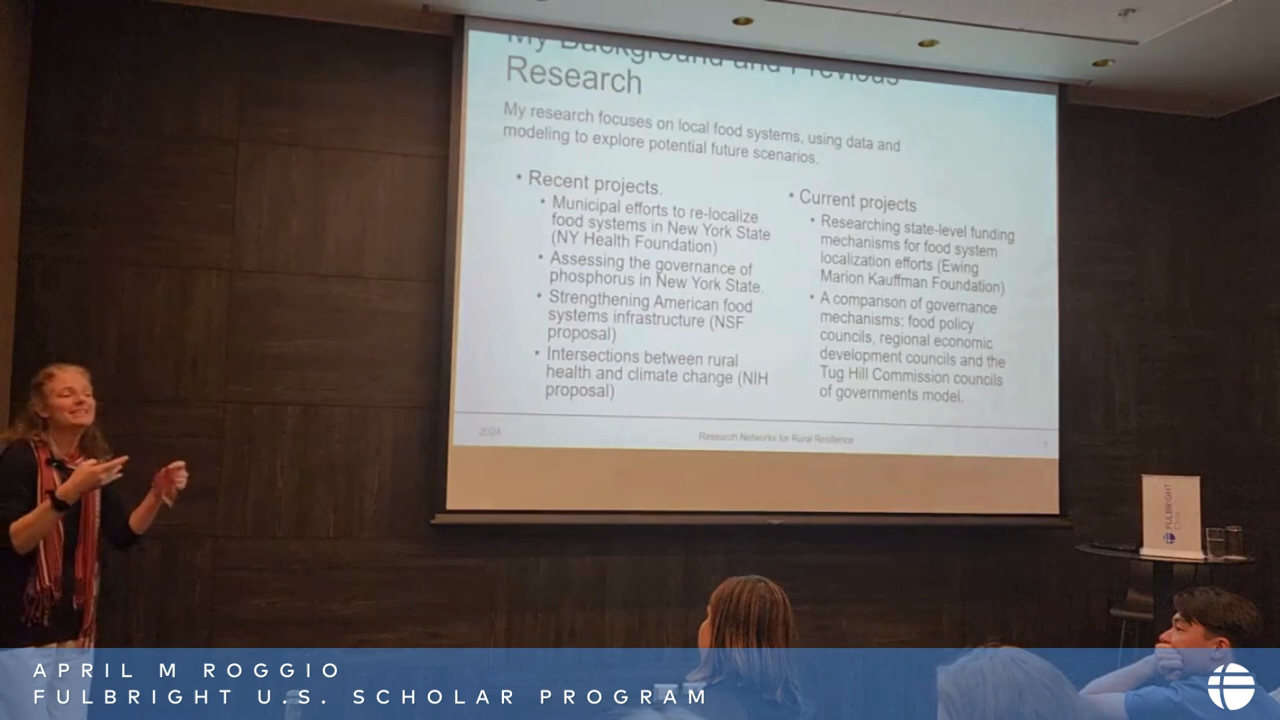 My Background and Previous
Research
My research focuses on local food systems, using data and
modeling to explore potential future scenarios.
• Recent projects.
• Municipal efforts to re-localize
food systems in New York State
(NY Health Foundation)
• Assessing the governance of
phosphorus in New York State.
• Strengthening American food
systems infrastructure (NSF
proposal)
• Intersections between rural
health and climate change (NIH
proposal)
• Current projects
• Researching state-level funding
mechanisms for food system
localization efforts (Ewing
Marion Kauffman Foundation)
• A comparison of governance
mechanisms: food policy
councils, regional economic
development councils and the
Tug Hill Commission councils
of governments model.
2024
Research Networks for Rural Resilience
FULBRIGHT
APRIL M ROGGIO
FULBRIGHT U.S. SCHOLAR PROGRAM